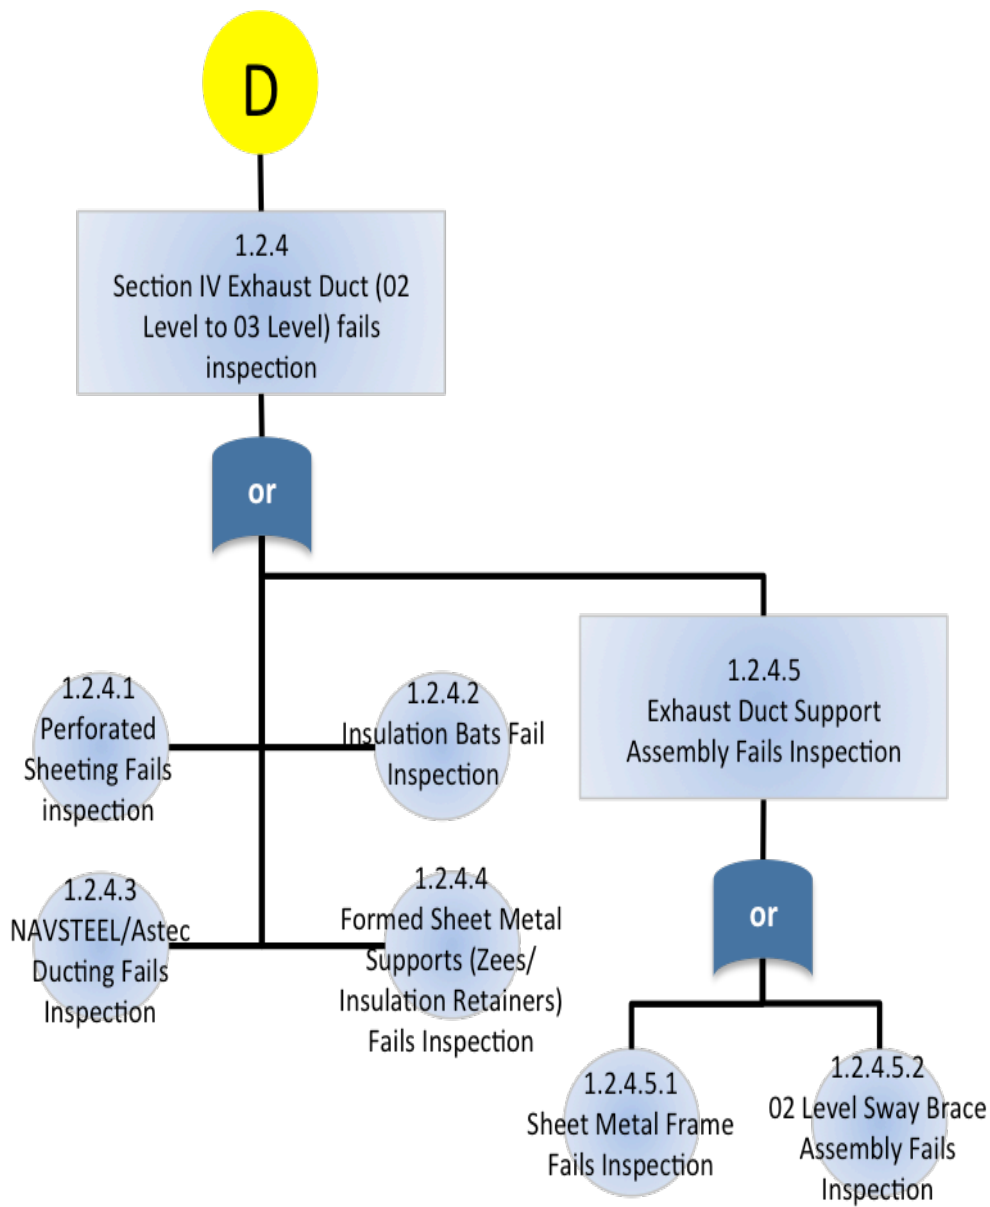 D
1.2.4
Section IV Exhaust Duct (02
Level to 03 Level) fails
inspection
or
1.2.4.1
Perforated
Sheeting Fails
inspection
1.2.4.2
Insulation Bats Fail
Inspection
1.2.4.5
Exhaust Duct Support
Assembly Fails Inspection
1.2.4.3
NAVSTEEL/Astec
Ducting Fails
Inspection
1.2.4.4
Formed Sheet Metal
Supports (Zees/
Insulation Retainers)
Fails Inspection
or
1.2.4.5.1
Sheet Metal Frame
Fails Inspection
1.2.4.5.2
02 Level Sway Brace
Assembly Fails
Inspection